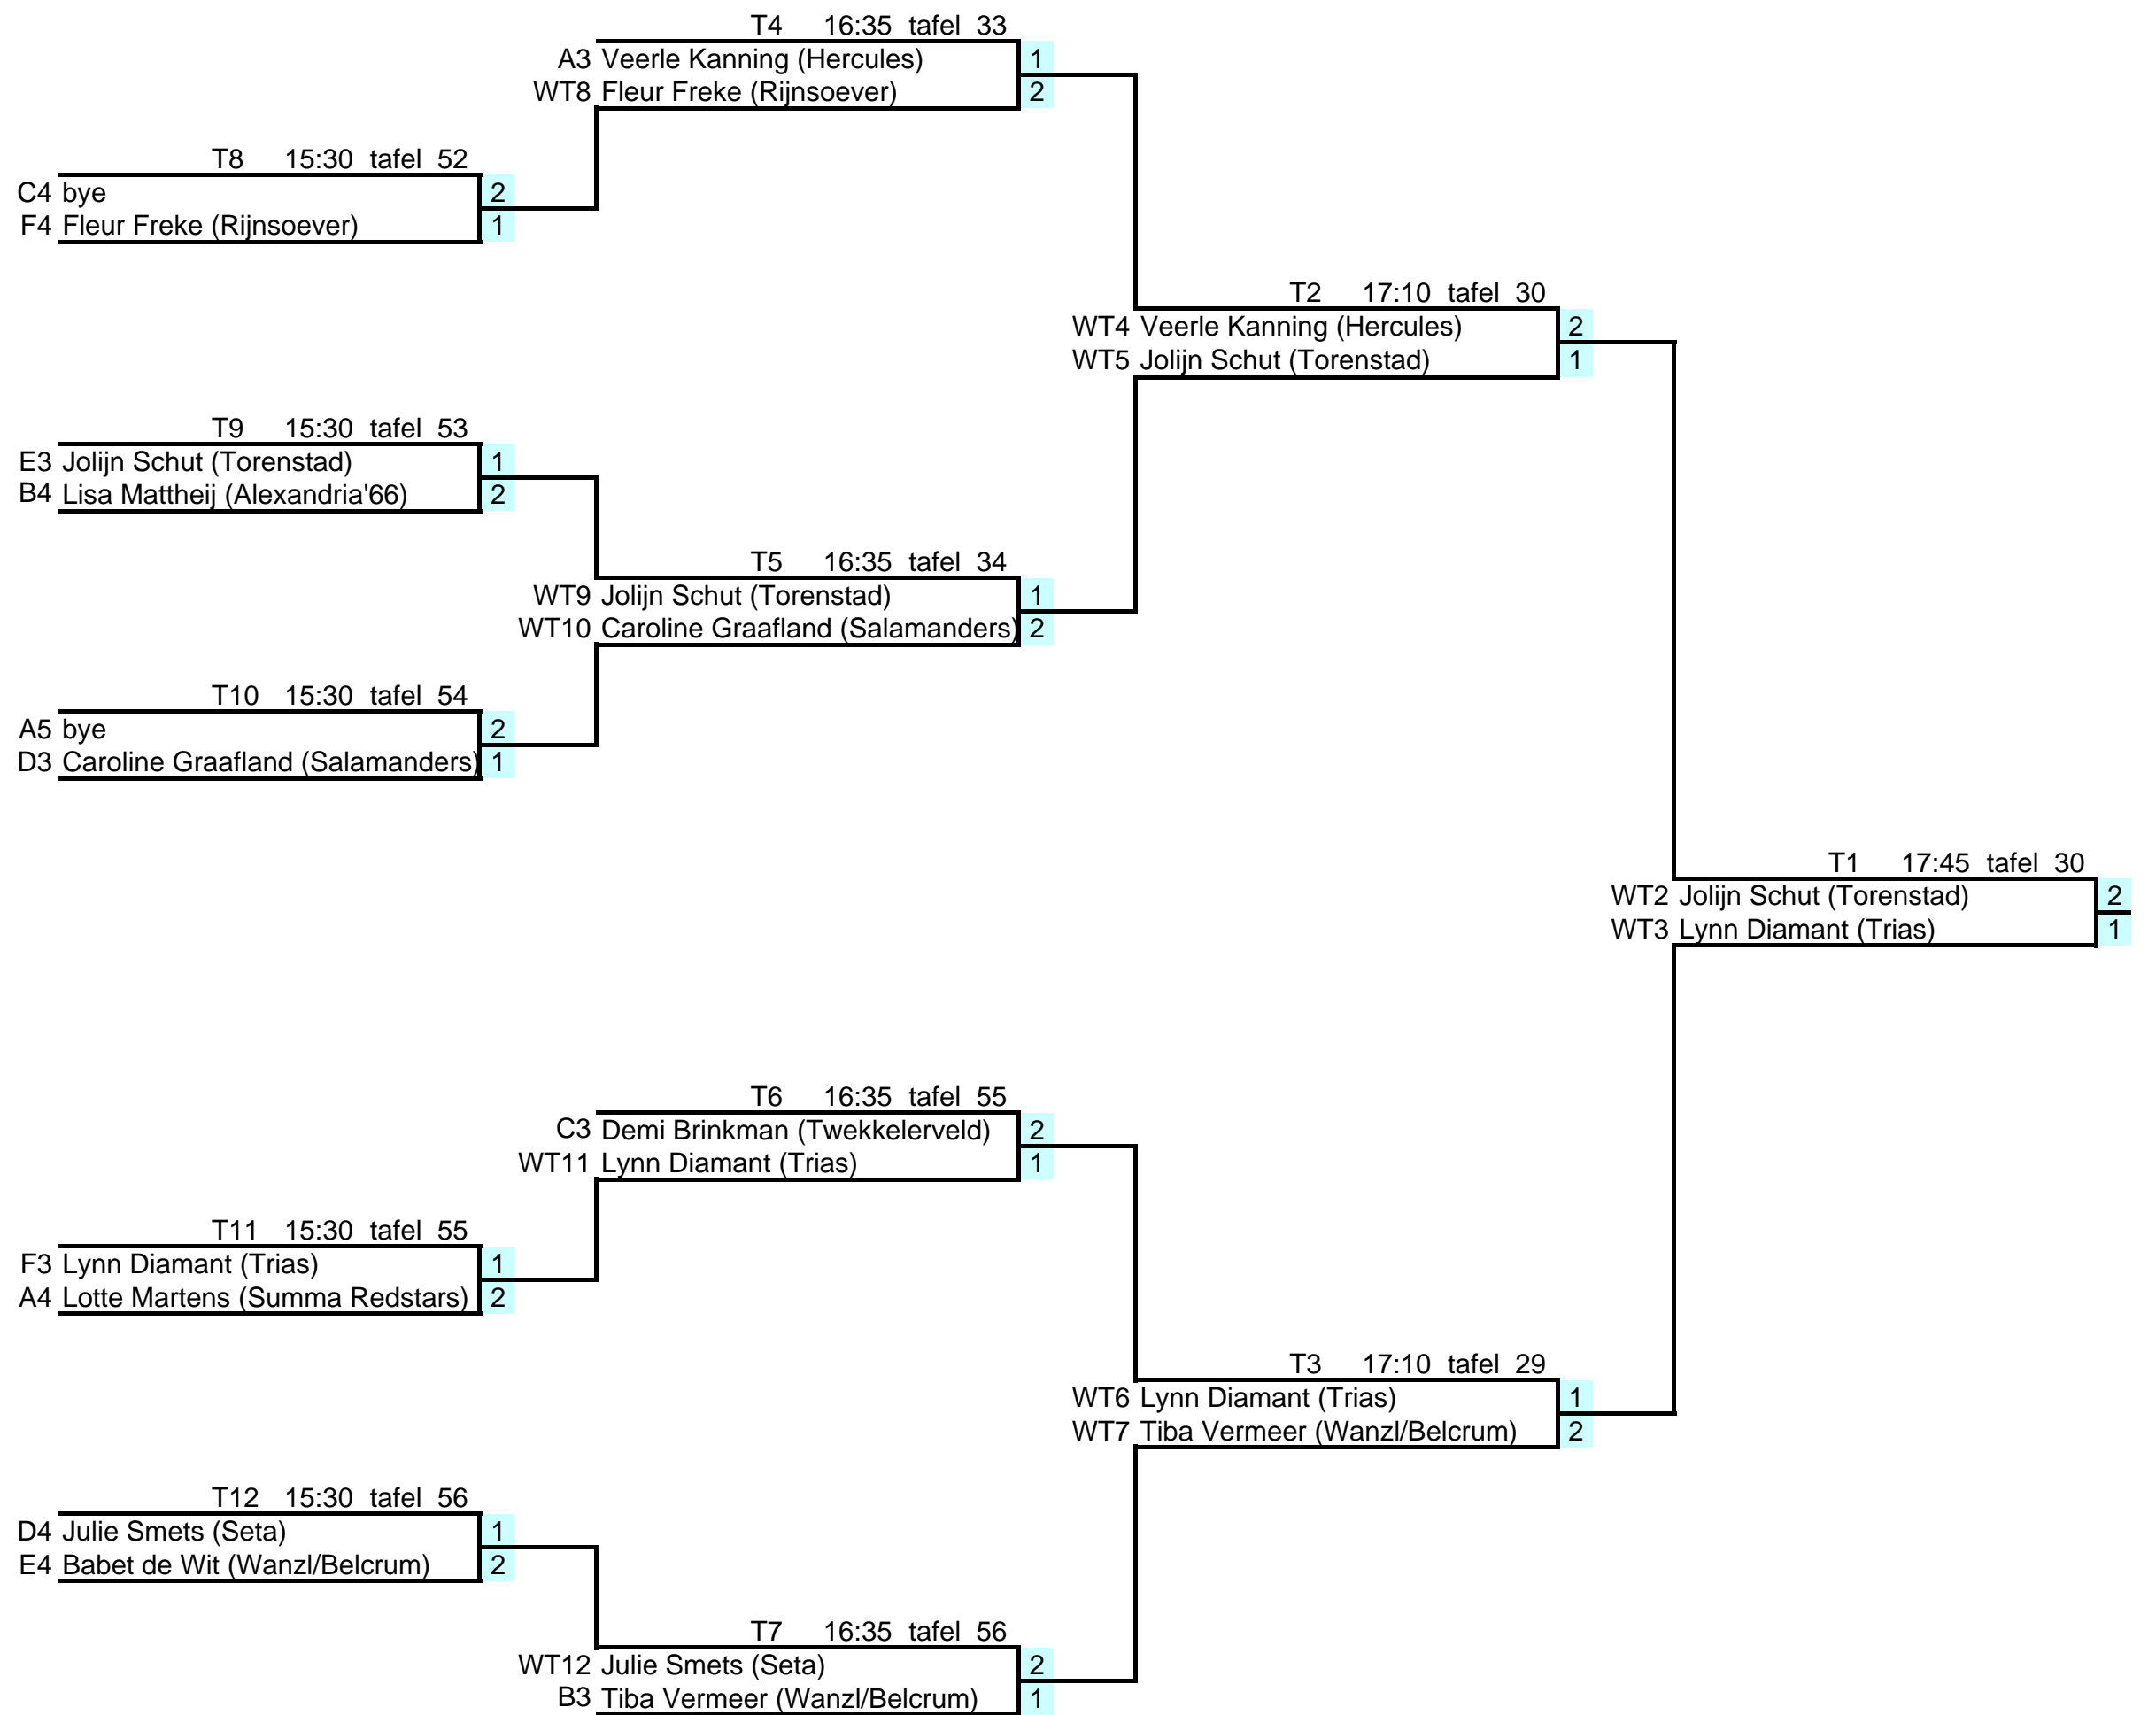 T4 16:35 tafel 33
A3 Veerle Kanning (Hercules) 1
WT8 Fleur Freke (Rijnsoever) 2
T8 15:30 tafel 52
C4 bye 2
F4 Fleur Freke (Rijnsoever) 1
T2 17:10 tafel 30
WT4 Veerle Kanning (Hercules) 2
WT5 Jolijn Schut (Torenstad) 1
T9 15:30 tafel 53
E3 Jolijn Schut (Torenstad) 1
B4 Lisa Mattheij (Alexandria'66) 2
T5 16:35 tafel 34
WT9 Jolijn Schut (Torenstad) 1
WT10 Caroline Graafland (Salamanders) 2
T10 15:30 tafel 54
A5 bye 2
D3 Caroline Graafland (Salamanders) 1
T1 17:45 tafel 30
WT2 Jolijn Schut (Torenstad) 2
WT3 Lynn Diamant (Trias) 1
T6 16:35 tafel 55
C3 Demi Brinkman (Twekkelerveld) 2
WT11 Lynn Diamant (Trias) 1
T11 15:30 tafel 55
F3 Lynn Diamant (Trias) 1
A4 Lotte Martens (Summa Redstars) 2
T3 17:10 tafel 29
WT6 Lynn Diamant (Trias) 1
WT7 Tiba Vermeer (Wanzl/Belcrum) 2
T12 15:30 tafel 56
D4 Julie Smets (Seta) 1
E4 Babet de Wit (Wanzl/Belcrum) 2
T7 16:35 tafel 56
WT12 Julie Smets (Seta) 2
B3 Tiba Vermeer (Wanzl/Belcrum) 1